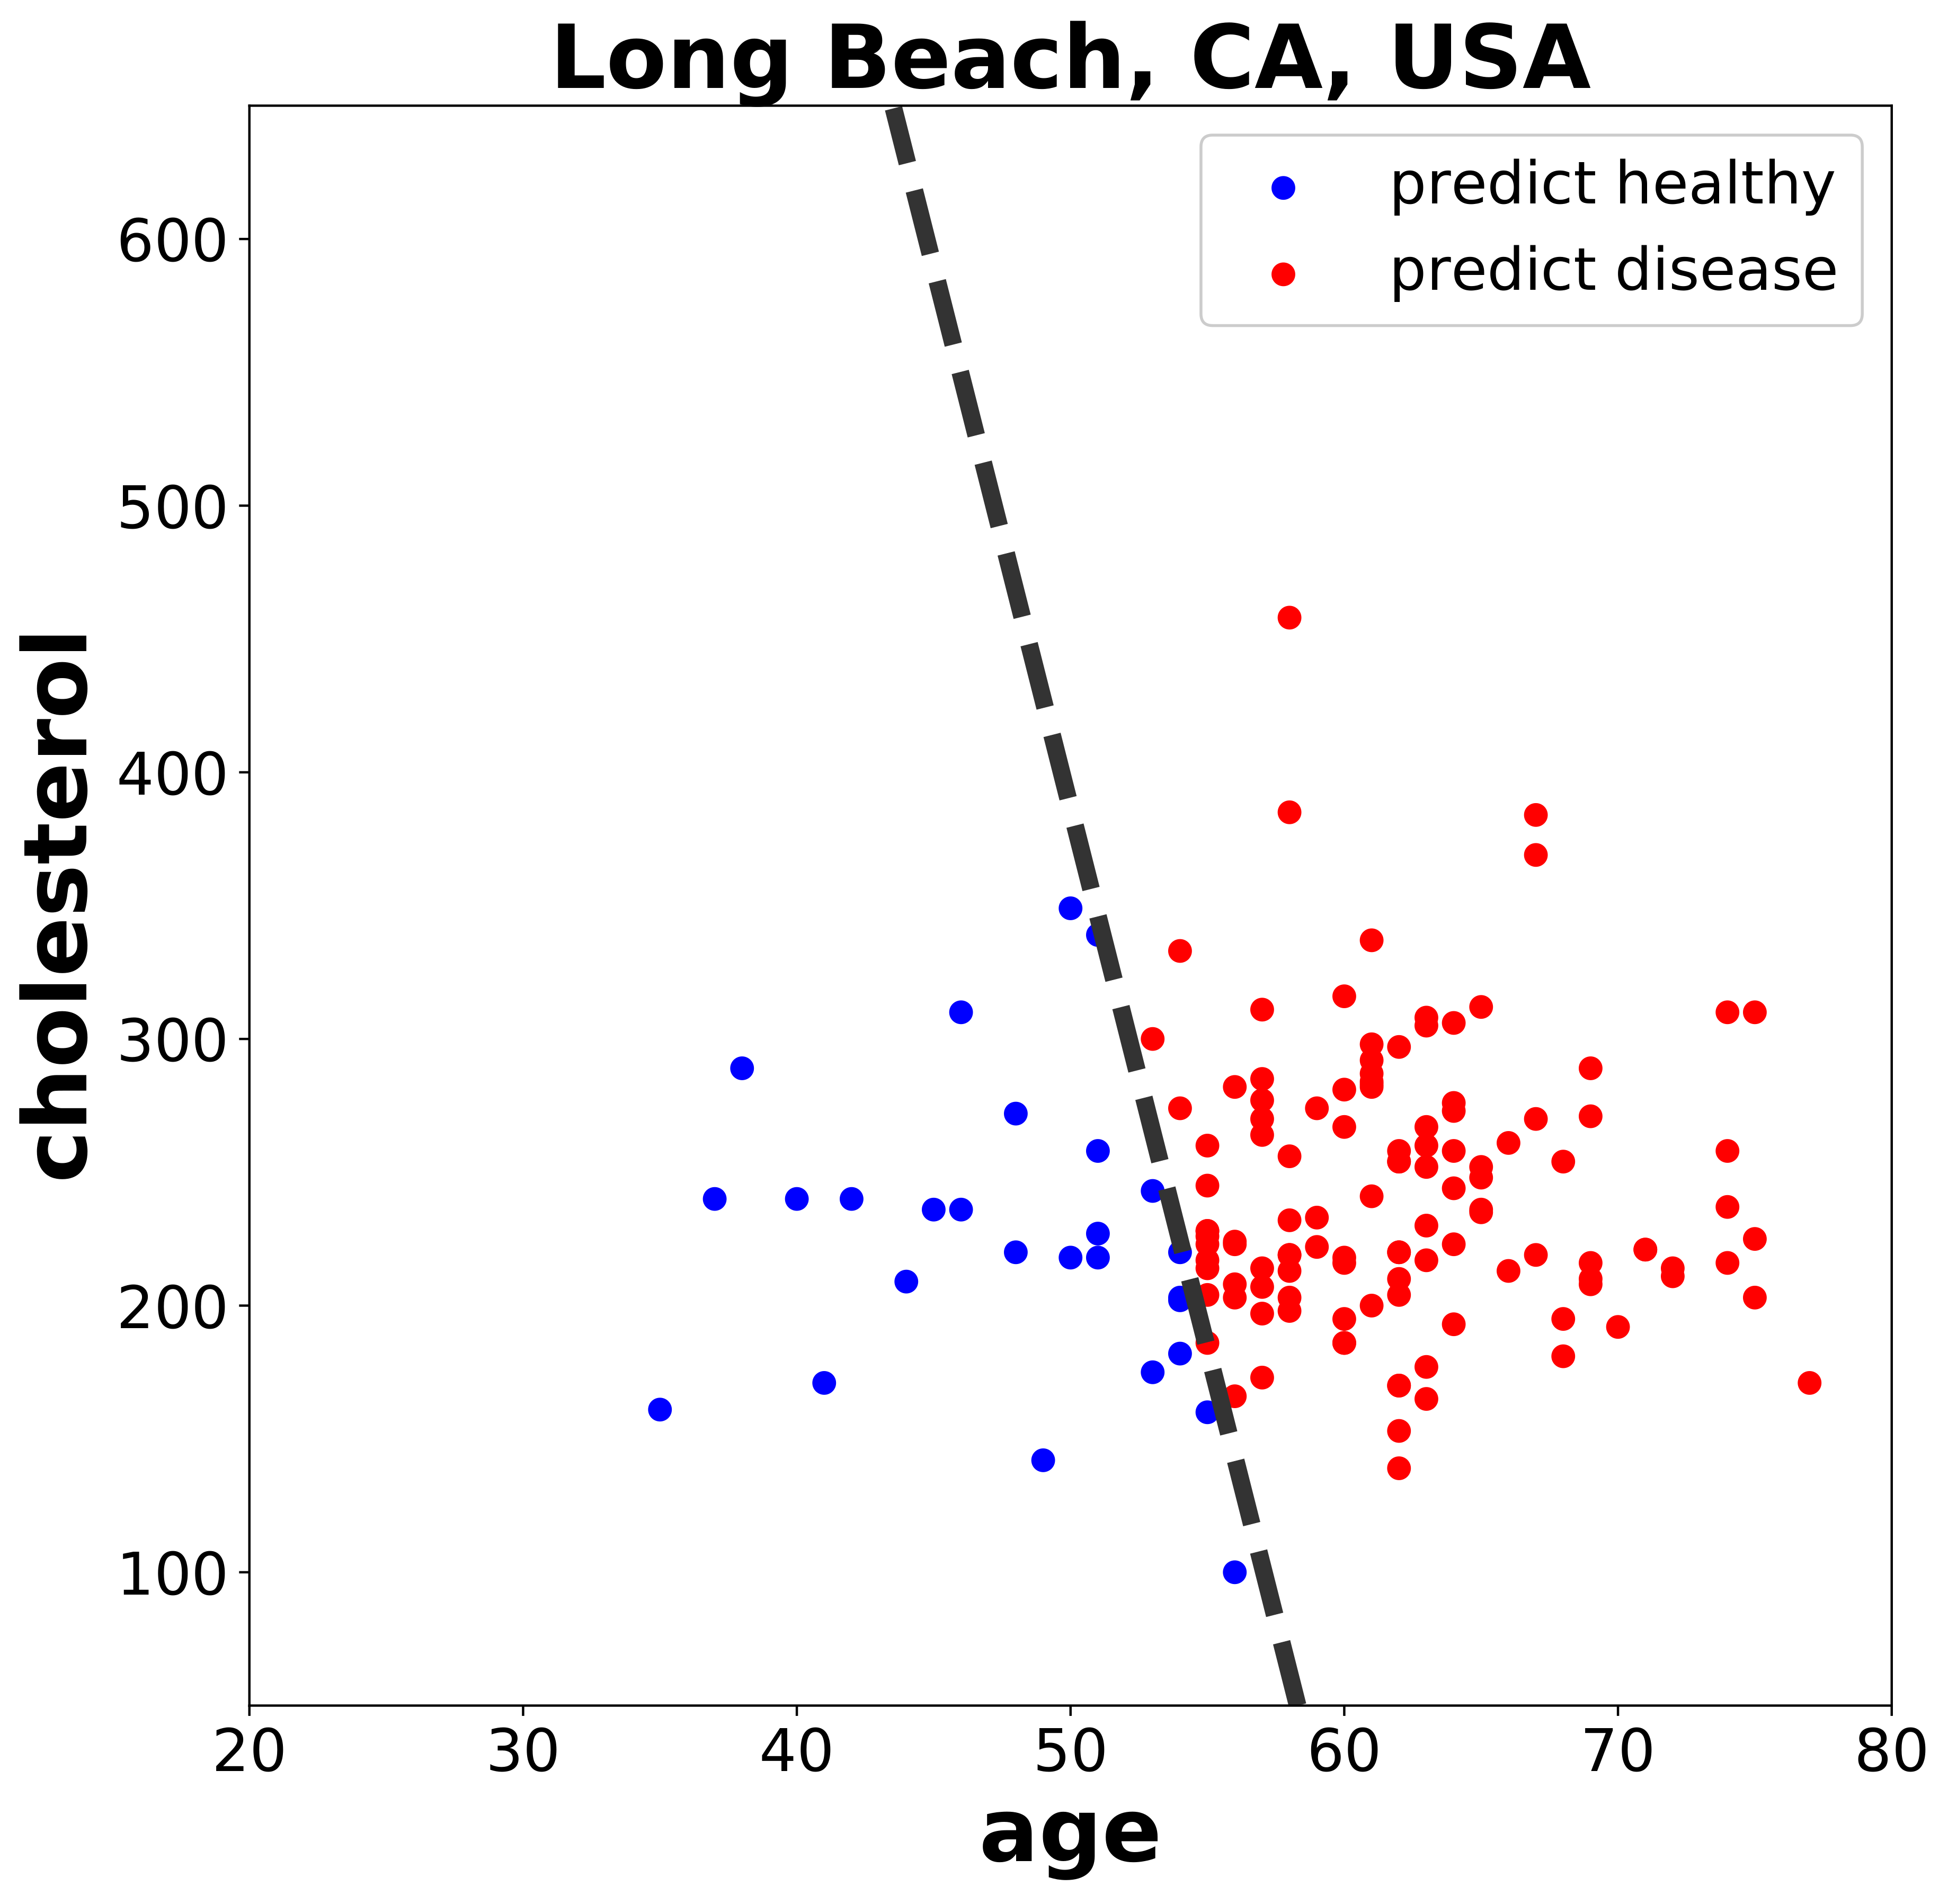 Long Beach, CA, USA
predict healthy
predict disease
cholesterol
600
500
400
300
200
100
20 30 40 50 60 70 80
age